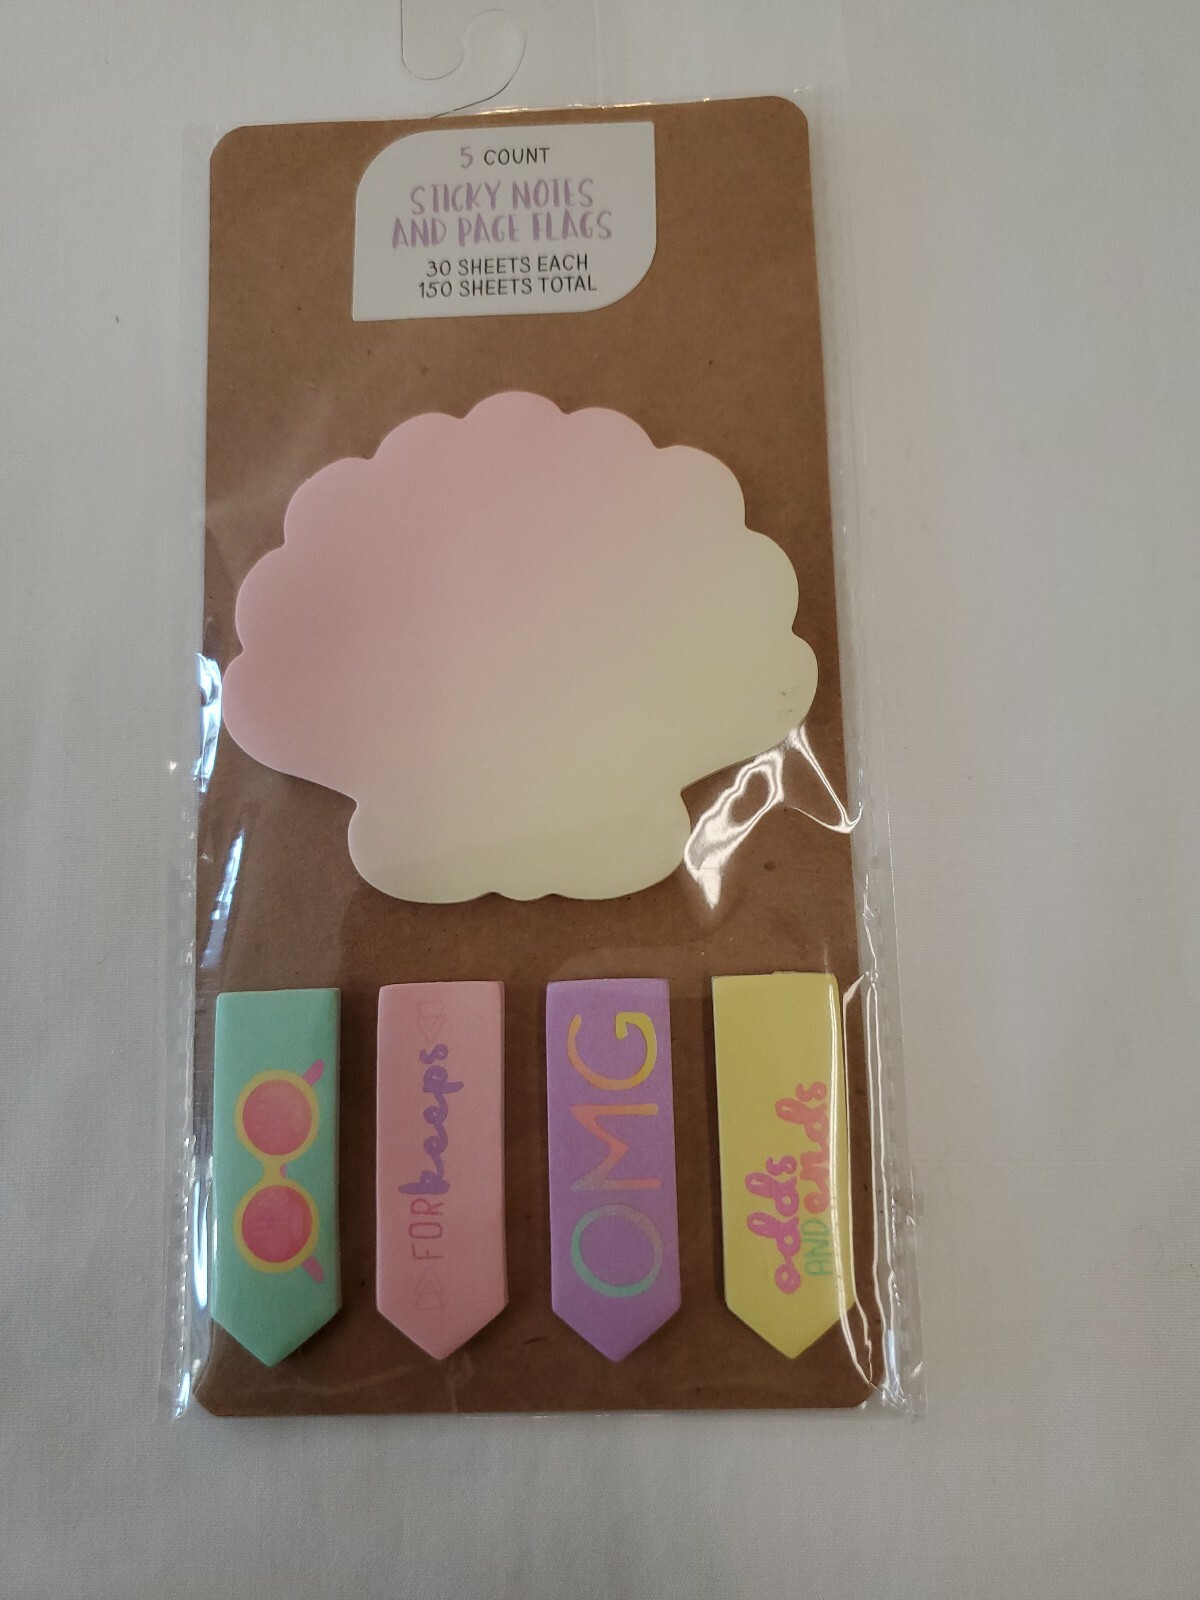 5 COUNT
STICKY NOTES
AND PAGE FLAGS
30 SHEETS EACH
150 SHEETS TOTAL
FOR keeps
OMG
odds
AND ends